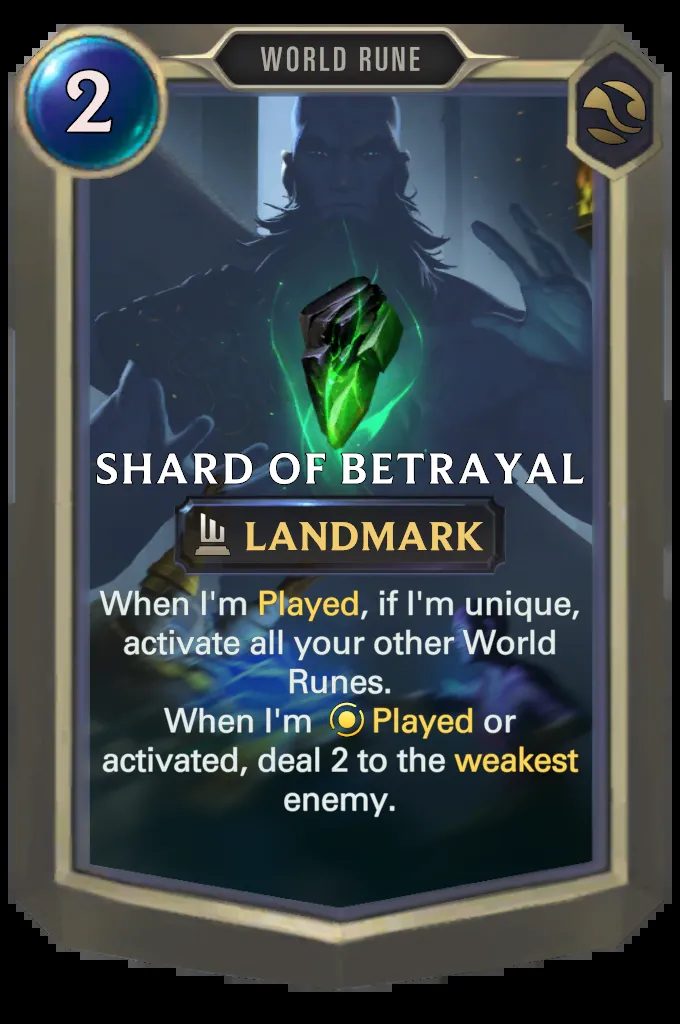 WORLD RUNE
2
SHARD OF BETRAYAL
LANDMARK
When I'm Played, if I'm unique,
activate all your other World
Runes.
When I'm Played or
activated, deal 2 to the weakest
enemy.